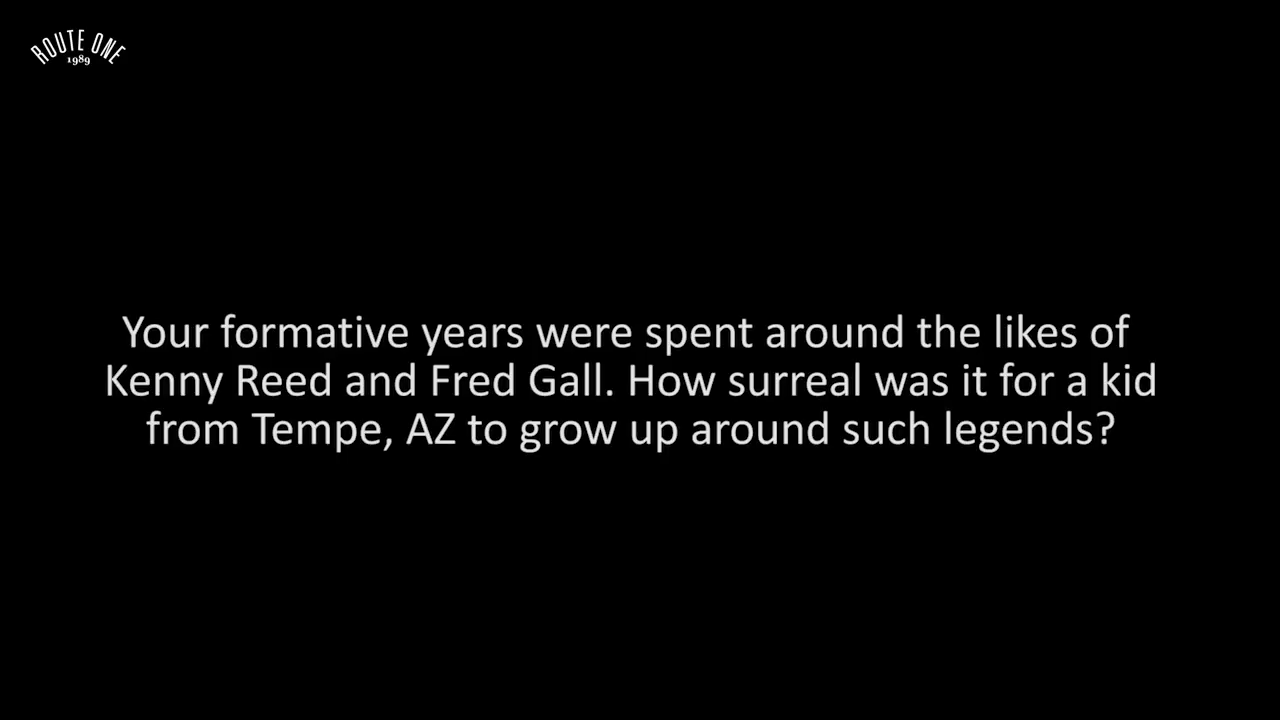 ROUTE ONE
1989
Your formative years were spent around the likes of
Kenny Reed and Fred Gall. How surreal was it for a kid
from Tempe, AZ to grow up around such legends?